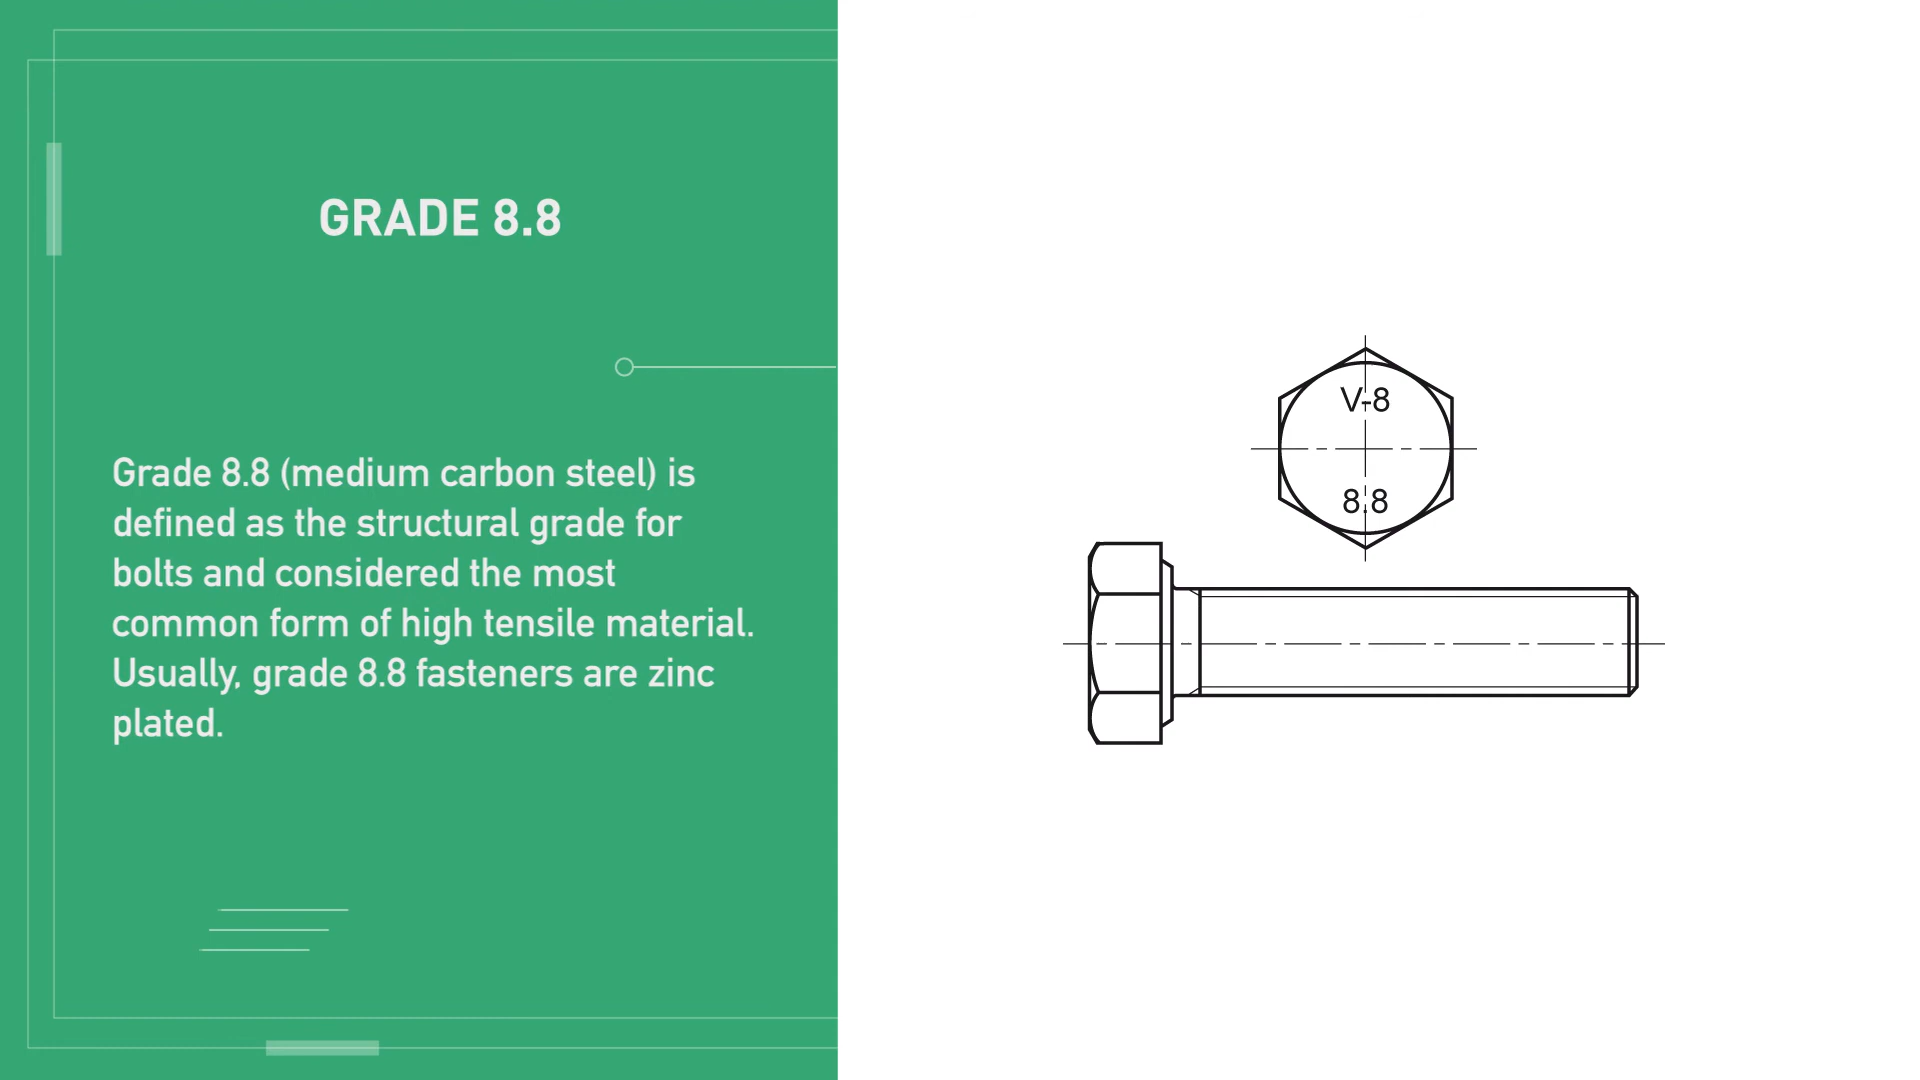 GRADE 8.8
Grade 8.8 (medium carbon steel) is
defined as the structural grade for
bolts and considered the most
common form of high tensile material.
Usually, grade 8.8 fasteners are zinc
plated.
V-8
8.8